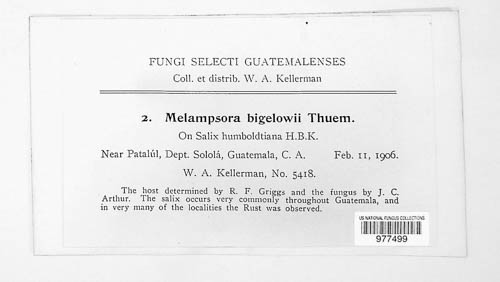 FUNGI SELECTI GUATEMALENSES
Coll. et distrib. W. A. Kellerman
2. Melampsora bigelowii Thuem.
On Salix humboldtiana H.B.K.
Near Patalúl, Dept. Sololá, Guatemala, C. A. Feb. 11, 1906.
W. A. Kellerman, No. 5418.
The host determined by R. F. Griggs and the fungus by J. C.
Arthur. The salix occurs very commonly throughout Guatemala, and
in very many of the localities the Rust was observed.
US NATIONAL FUNGUS COLLECTIONS
977499